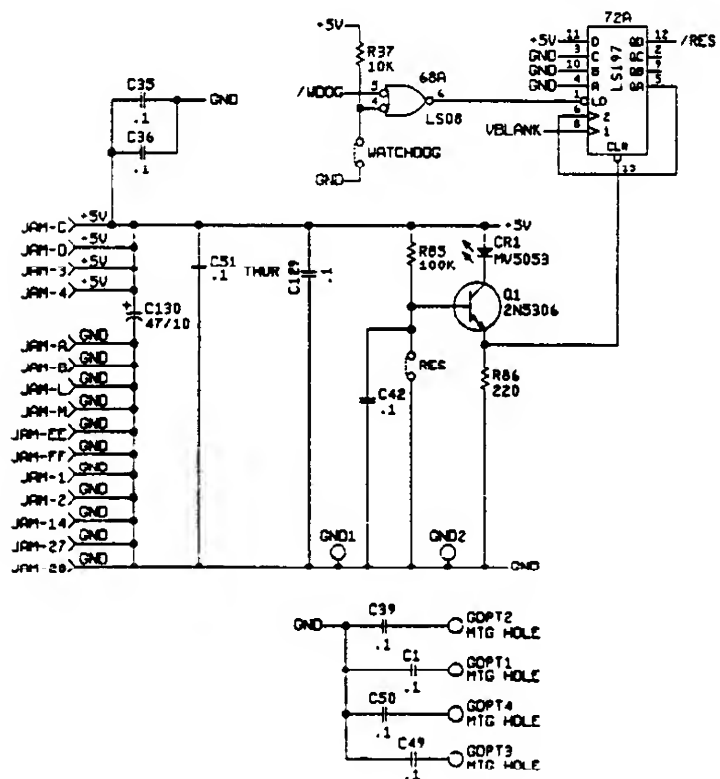 72A
+5V 11 D QD 12 /RES
GND 3 C QC 2
GND 10 B QB 9
GND 4 A QA 5
LS197
1 LD
6 2
VBLANK 8 1
CLR
13
+5V
R37
10K
68A
/WDOG 5
4
6
LS08
WATCHDOG
GND
C35
.1
GND
C36
.1
JAM-C +5V
JAM-D +5V
JAM-3 +5V
JAM-4 +5V
JAM-A GND
JAM-B GND
JAM-L GND
JAM-M GND
JAM-EE GND
JAM-FF GND
JAM-1 GND
JAM-2 GND
JAM-14 GND
JAM-27 GND
JAM-28 GND
+
C130
47/10
C51
.1
THUR
C129
.1
+5V
R85
100K
CR1
MV5053
Q1
2N5306
RES
C42
.1
R86
220
GND1
GND2
GND
GND
C39
.1
GOPT2
MTG HOLE
C1
.1
GOPT1
MTG HOLE
C50
.1
GOPT4
MTG HOLE
C49
.1
GOPT3
MTG HOLE